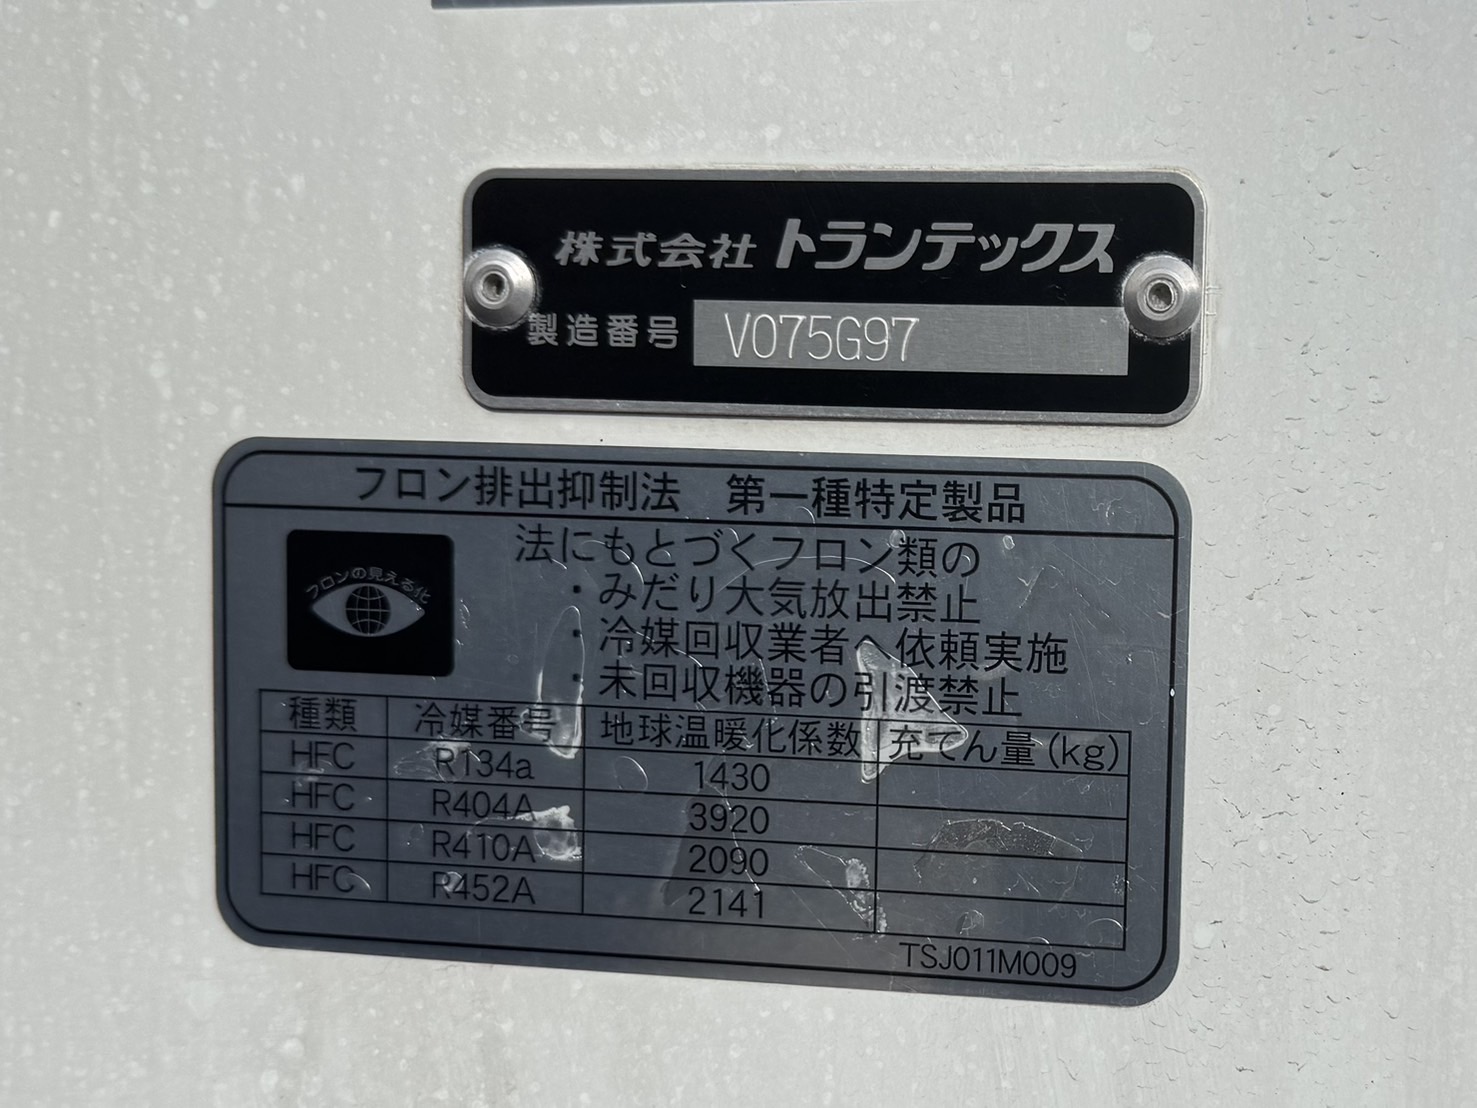 株式会社 トランテックス
製造番号 V075G97
フロン排出抑制法 第一種特定製品
フロンの見える化
法にもとづくフロン類の
・みだり大気放出禁止
・冷媒回収業者へ依頼実施
・未回収機器の引渡禁止
種類 冷媒番号 地球温暖化係数 充てん量(kg)
HFC R134a 1430
HFC R404A 3920
HFC R410A 2090
HFC R452A 2141
TSJ011M009